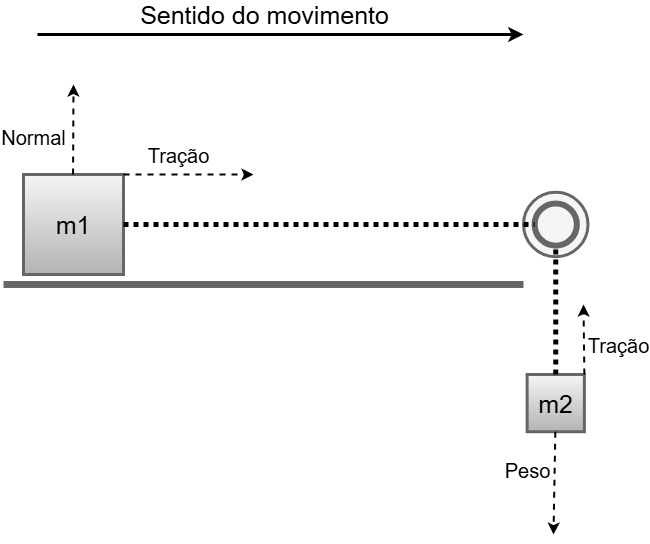 Sentido do movimento
Normal
Tração
m1
Tração
m2
Peso